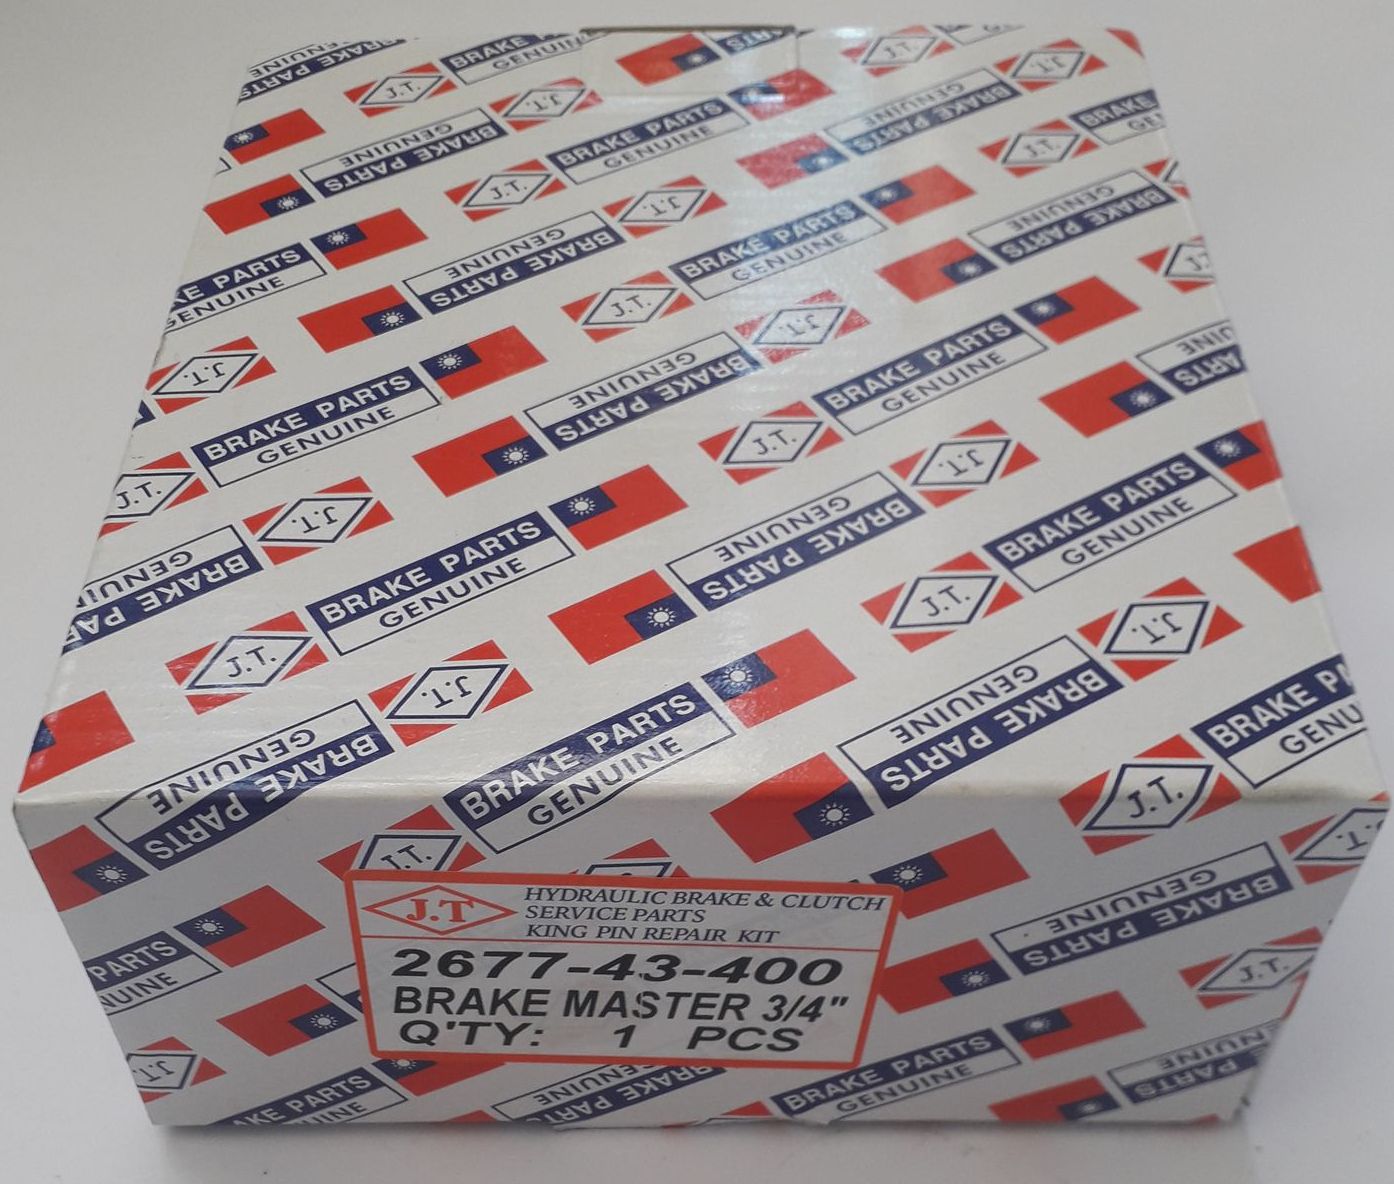 BRAKE PARTS
GENUINE
J.T.
J.T
HYDRAULIC BRAKE & CLUTCH
SERVICE PARTS
KING PIN REPAIR KIT
2677-43-400
BRAKE MASTER 3/4"
Q'TY: 1 PCS